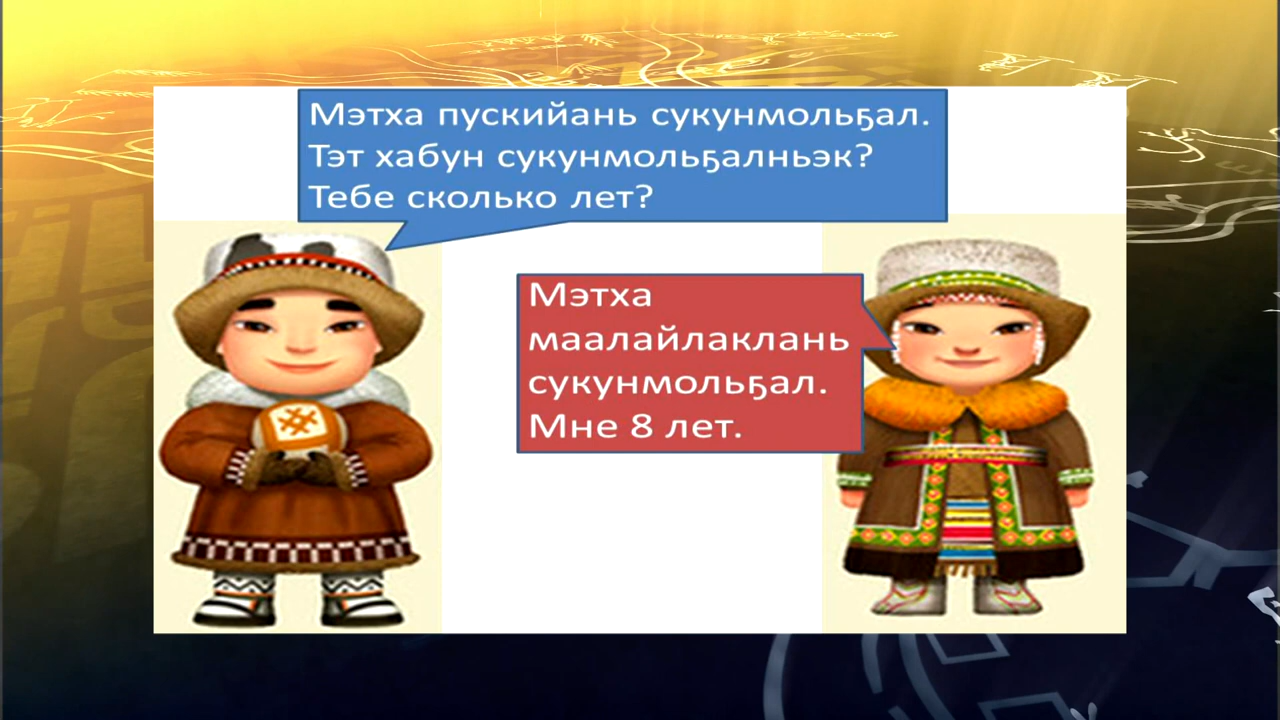 Мэтха пускийань сукунмольҕал.
Тэт хабун сукунмольҕалньэк?
Тебе сколько лет?
Мэтха
маалайлаклань
сукунмольҕал.
Мне 8 лет.